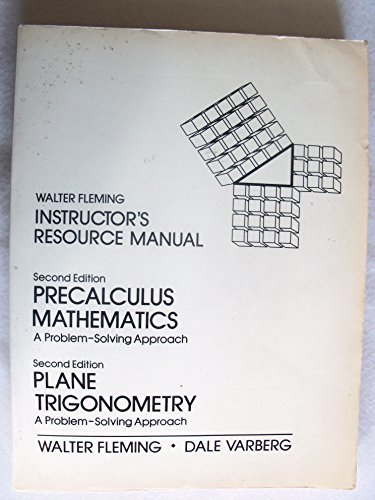 WALTER FLEMING
INSTRUCTOR'S
RESOURCE MANUAL
Second Edition
PRECALCULUS
MATHEMATICS
A Problem-Solving Approach
Second Edition
PLANE
TRIGONOMETRY
A Problem-Solving Approach
WALTER FLEMING • DALE VARBERG